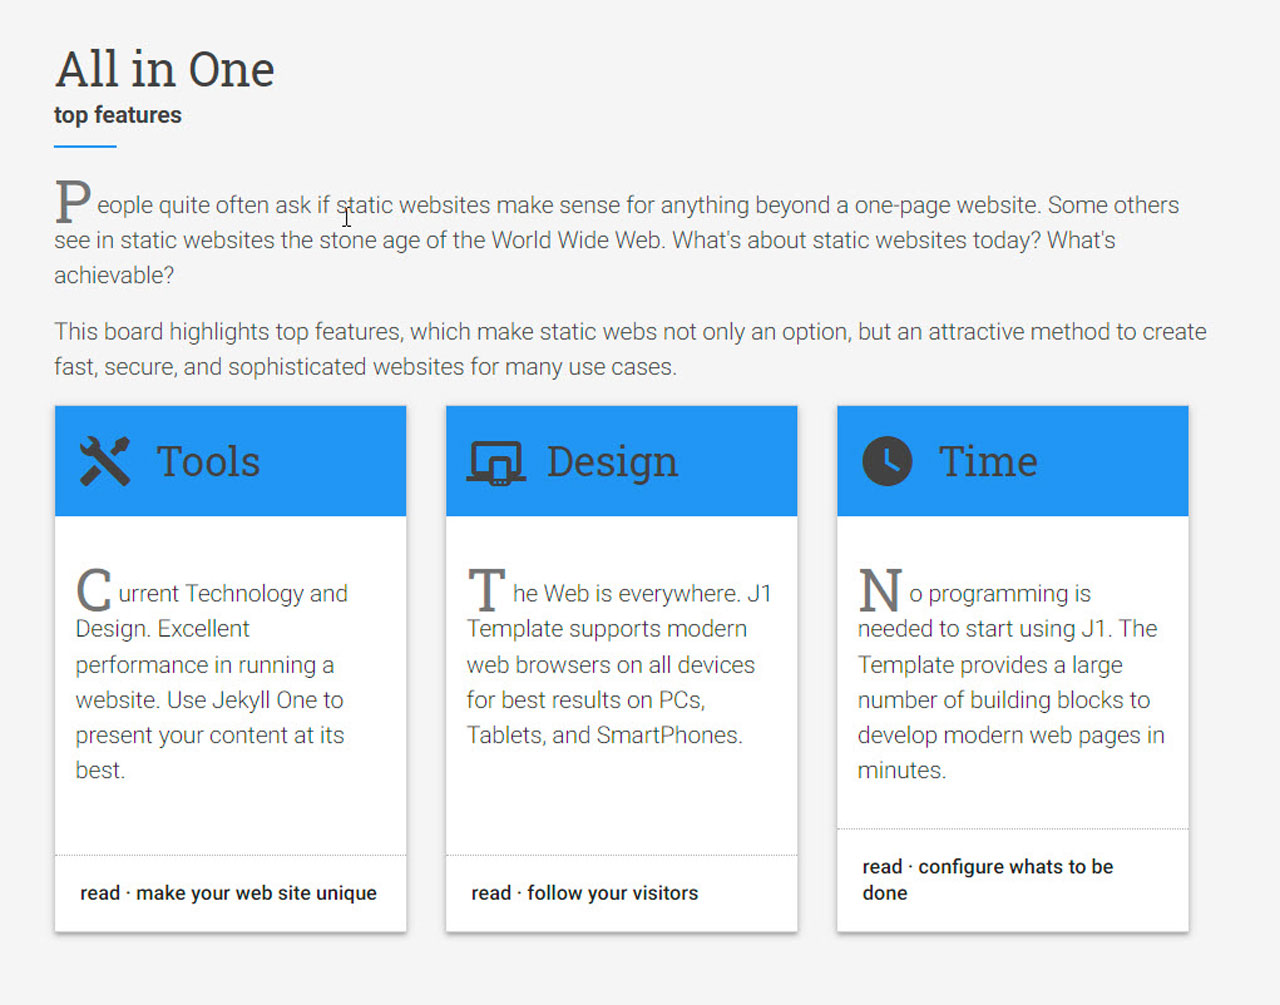 All in One
top features
People quite often ask if static websites make sense for anything beyond a one-page website. Some others
see in static websites the stone age of the World Wide Web. What's about static websites today? What's
achievable?
This board highlights top features, which make static webs not only an option, but an attractive method to create
fast, secure, and sophisticated websites for many use cases.
Tools
Current Technology and
Design. Excellent
performance in running a
website. Use Jekyll One to
present your content at its
best.
read · make your web site unique
Design
The Web is everywhere. J1
Template supports modern
web browsers on all devices
for best results on PCs,
Tablets, and SmartPhones.
read · follow your visitors
Time
No programming is
needed to start using J1. The
Template provides a large
number of building blocks to
develop modern web pages in
minutes.
read · configure whats to be
done